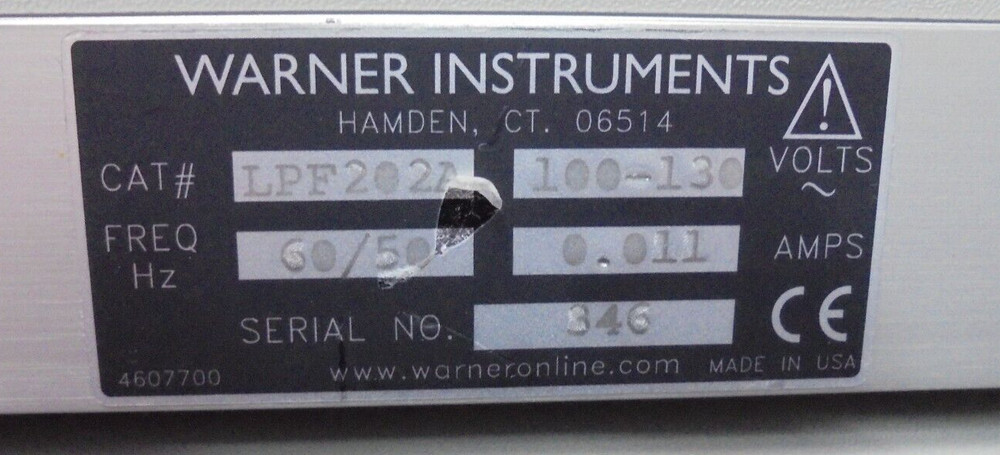 WARNER INSTRUMENTS
HAMDEN, CT. 06514
CAT# LPF202A 100-130 VOLTS ~
FREQ Hz 60/50 0.011 AMPS
SERIAL NO. 346 CE
4607700 www.warneronline.com MADE IN USA